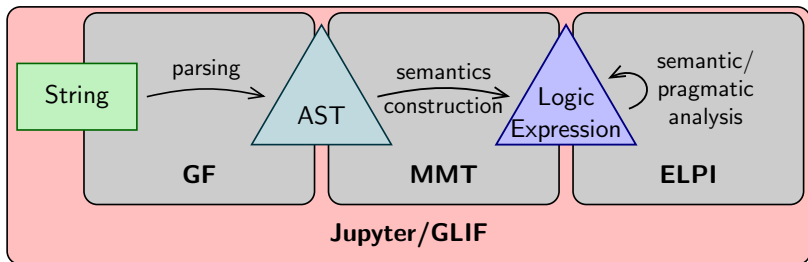 String
parsing
AST
semantics
construction
Logic
Expression
semantic/
pragmatic
analysis
GF
MMT
ELPI
Jupyter/GLIF